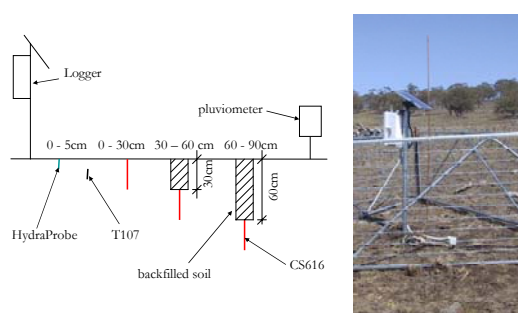 Logger
pluviometer
0 - 5cm 0 - 30cm 30 – 60 cm 60 - 90cm
30cm
60cm
HydraProbe
T107
backfilled soil
CS616